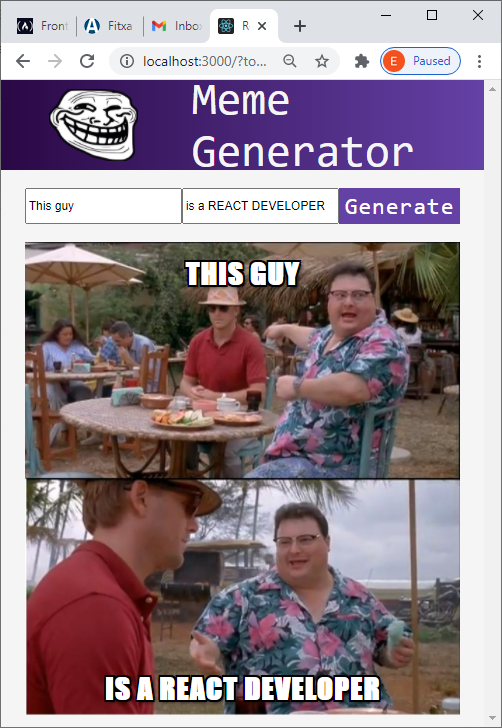 Front
Fitxa
Inbox
R
localhost:3000/?to...
E
Paused
Meme
Generator
This guy
is a REACT DEVELOPER
Generate
THIS GUY
IS A REACT DEVELOPER